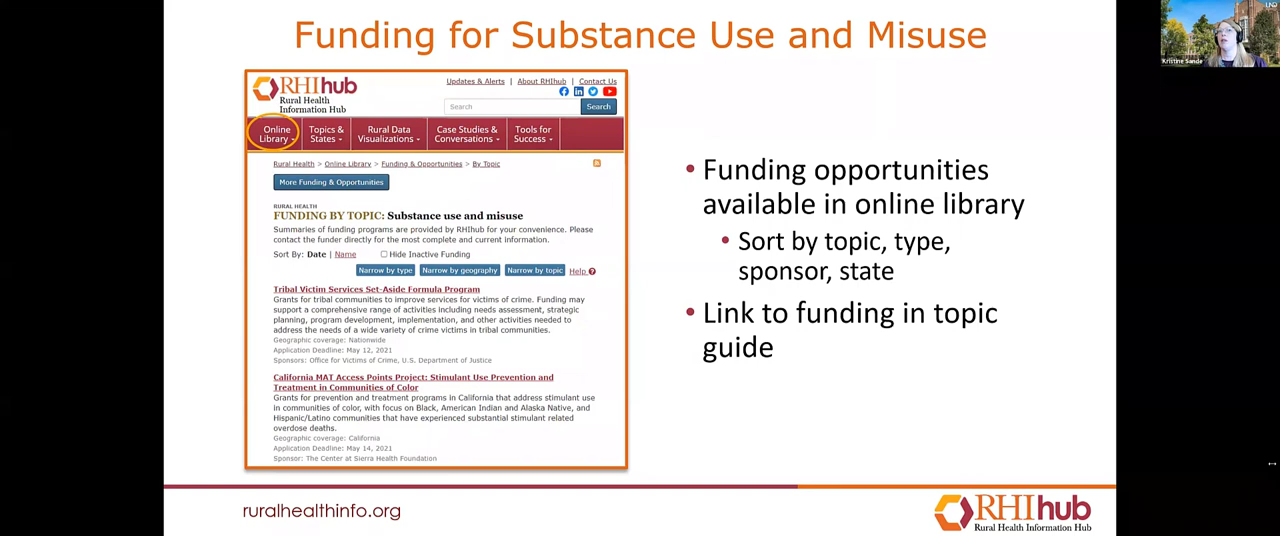 Funding for Substance Use and Misuse
UND
Kristine Sande
RHIhub
Rural Health
Information Hub
Updates & Alerts | About RHIhub | Contact Us
Search
Search
Online
Library
Topics &
States
Rural Data
Visualizations
Case Studies &
Conversations
Tools for
Success
Rural Health > Online Library > Funding & Opportunities > By Topic
More Funding & Opportunities
RURAL HEALTH
FUNDING BY TOPIC: Substance use and misuse
Summaries of funding programs are provided by RHIhub for your convenience. Please
contact the funder directly for the most complete and current information.
Sort By: Date | Name
Hide Inactive Funding
Narrow by type
Narrow by geography
Narrow by topic
Help
Tribal Victim Services Set-Aside Formula Program
Grants for tribal communities to improve services for victims of crime. Funding may
support a comprehensive range of activities including needs assessment, strategic
planning, program development, implementation, and other activities needed to
address the needs of a wide variety of crime victims in tribal communities.
Geographic coverage: Nationwide
Application Deadline: May 12, 2021
Sponsors: Office for Victims of Crime, U.S. Department of Justice
California MAT Access Points Project: Stimulant Use Prevention and
Treatment in Communities of Color
Grants for prevention and treatment programs in California that address stimulant use
in communities of color, with focus on Black, American Indian and Alaska Native, and
Hispanic/Latino communities that have experienced substantial stimulant related
overdose deaths.
Geographic coverage: California
Application Deadline: May 14, 2021
Sponsor: The Center at Sierra Health Foundation
• Funding opportunities
available in online library
• Sort by topic, type,
sponsor, state
• Link to funding in topic
guide
ruralhealthinfo.org
RHIhub
Rural Health Information Hub